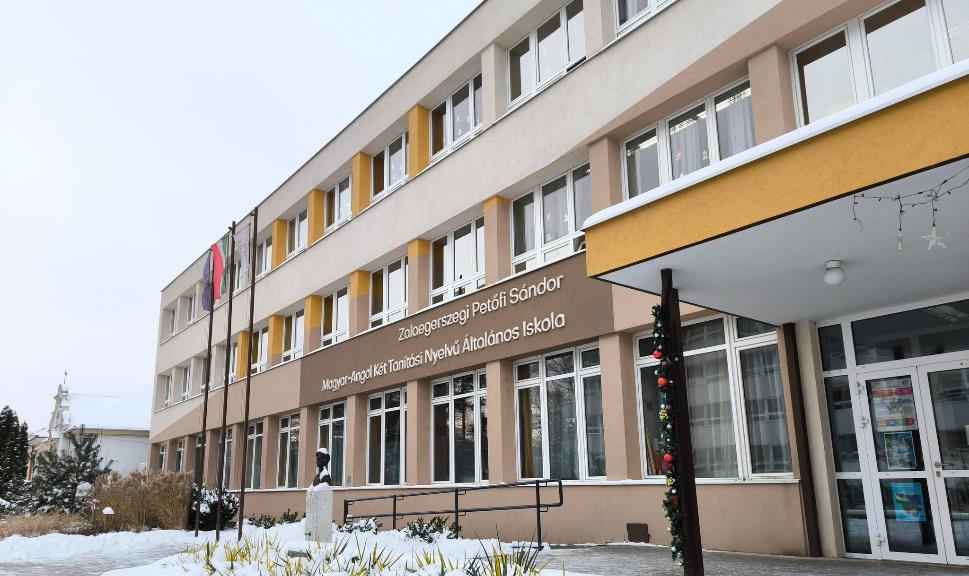 Zalaegerszegi Petőfi Sándor
Magyar-Angol Két Tanítási Nyelvű Általános Iskola